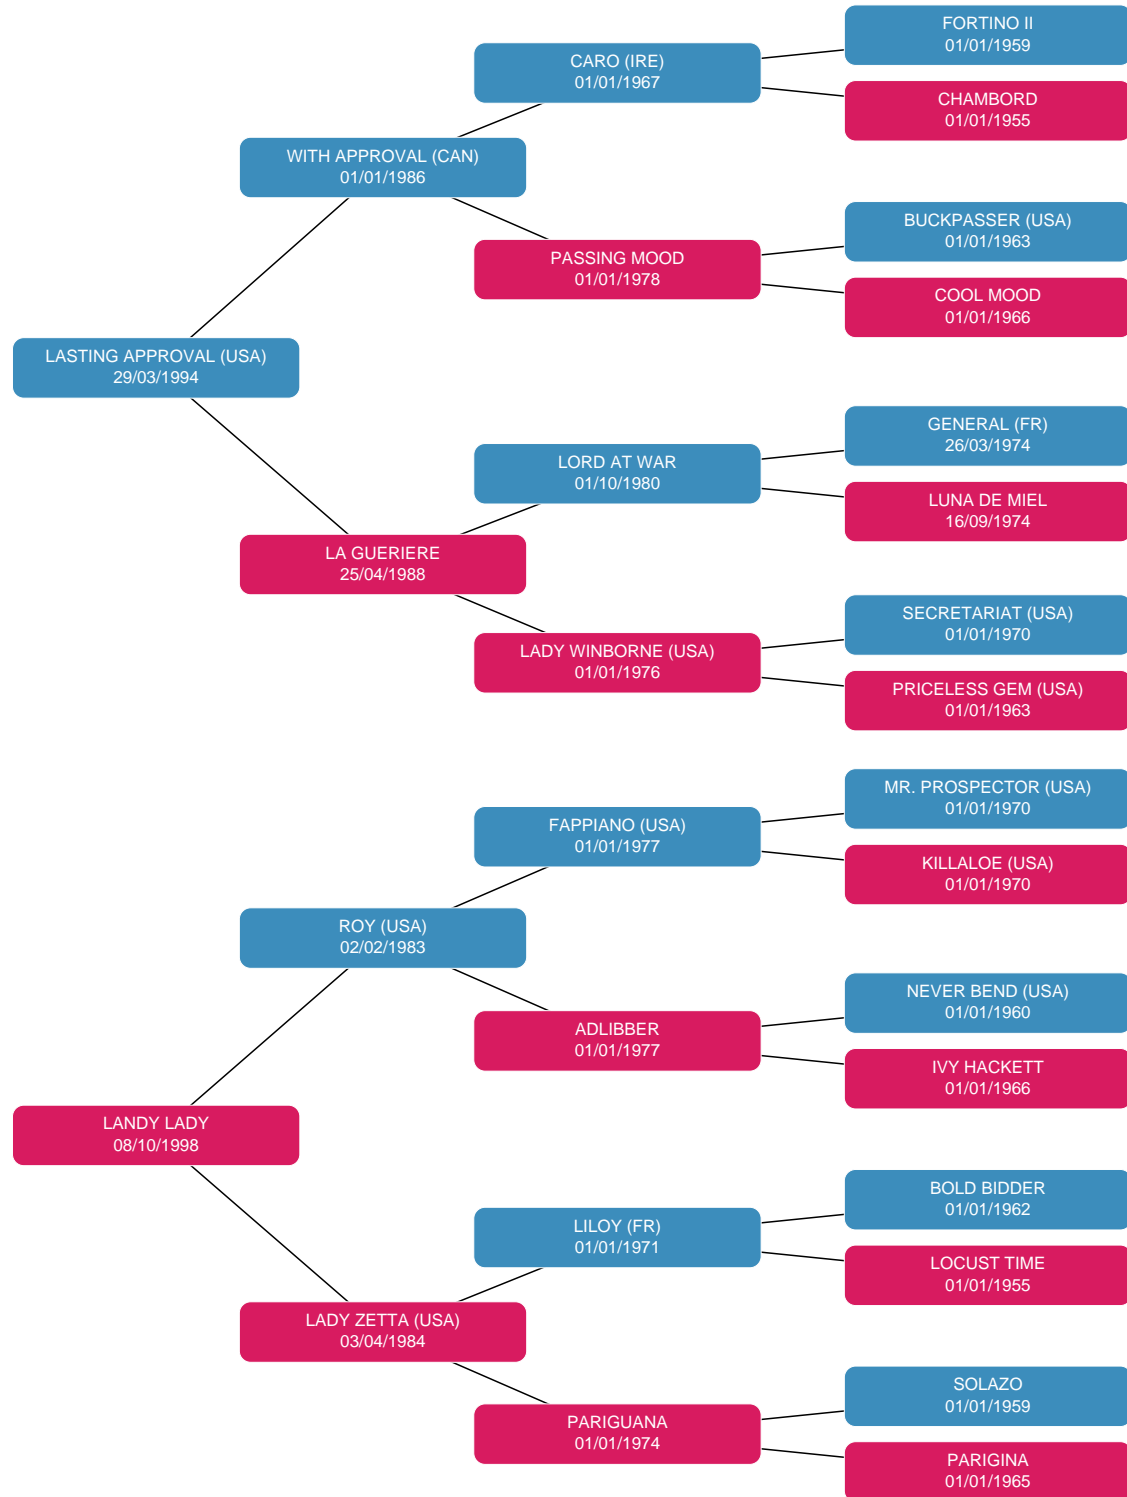 FORTINO II
01/01/1959
CARO (IRE)
01/01/1967
CHAMBORD
01/01/1955
WITH APPROVAL (CAN)
01/01/1986
BUCKPASSER (USA)
01/01/1963
PASSING MOOD
01/01/1978
COOL MOOD
01/01/1966
LASTING APPROVAL (USA)
29/03/1994
GENERAL (FR)
26/03/1974
LORD AT WAR
01/10/1980
LUNA DE MIEL
16/09/1974
LA GUERIERE
25/04/1988
SECRETARIAT (USA)
01/01/1970
LADY WINBORNE (USA)
01/01/1976
PRICELESS GEM (USA)
01/01/1963
MR. PROSPECTOR (USA)
01/01/1970
FAPPIANO (USA)
01/01/1977
KILLALOE (USA)
01/01/1970
ROY (USA)
02/02/1983
NEVER BEND (USA)
01/01/1960
ADLIBBER
01/01/1977
IVY HACKETT
01/01/1966
LANDY LADY
08/10/1998
BOLD BIDDER
01/01/1962
LILOY (FR)
01/01/1971
LOCUST TIME
01/01/1955
LADY ZETTA (USA)
03/04/1984
SOLAZO
01/01/1959
PARIGUANA
01/01/1974
PARIGINA
01/01/1965